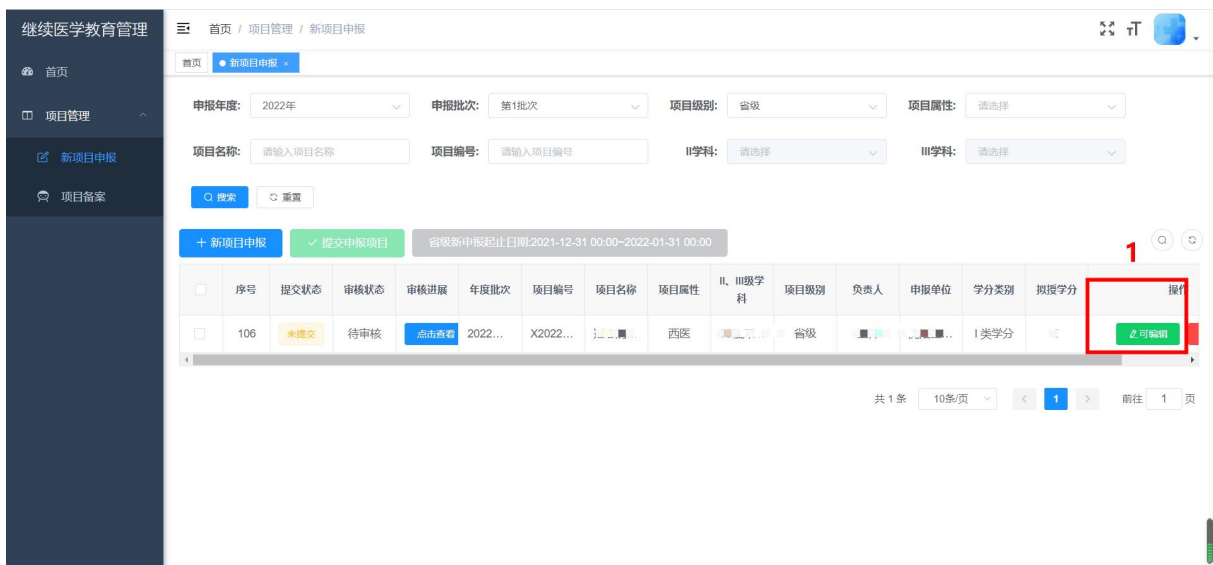 继续医学教育管理
首页 / 项目管理 / 新项目申报
首页
新项目申报 ×
首页
项目管理
新项目申报
项目备案
申报年度: 2022年 申报批次: 第1批次 项目级别: 省级 项目属性: 请选择
项目名称: 请输入项目名称 项目编号: 请输入项目编号 II学科: 请选择 III学科: 请选择
搜索 重置
+ 新项目申报 提交申报项目 省级新申报起止日期:2021-12-31 00:00~2022-01-31 00:00
1
序号 提交状态 审核状态 审核进展 年度批次 项目编号 项目名称 项目属性 II、III级学科 项目级别 负责人 申报单位 学分类别 拟授学分 操作
106 未提交 待审核 点击查看 2022... X2022... 西医 省级 I类学分 可编辑
共 1 条 10条/页 < 1 > 前往 1 页